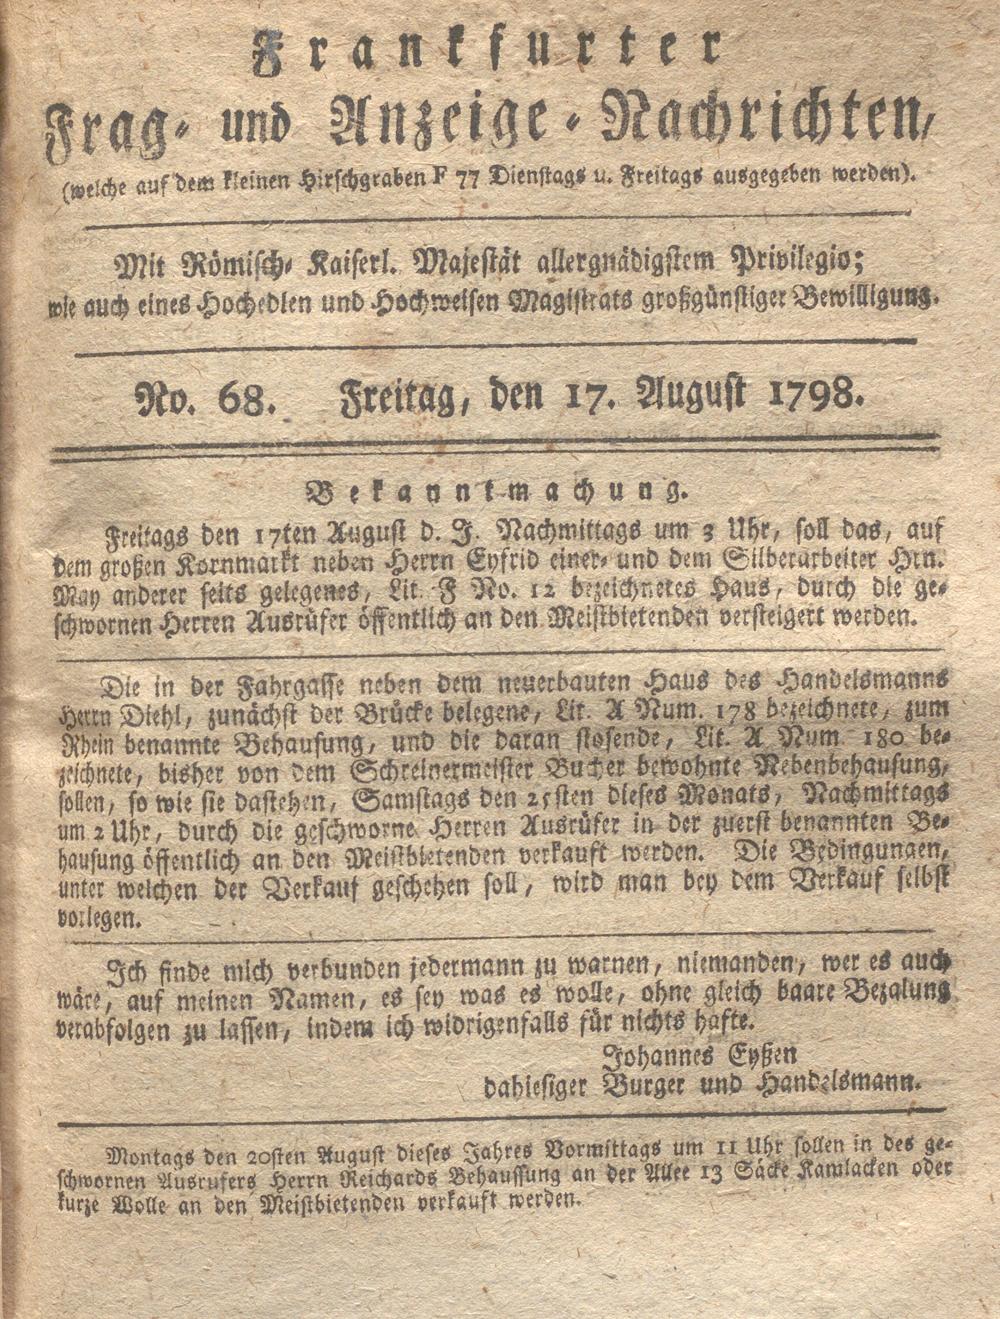 Frankfurter
Frag- und Anzeige-Nachrichten,
(welche auf dem kleinen Hirschgraben F 77 Dienstags u. Freitags ausgegeben werden).
Mit Römisch- Kaiserl. Majestät allergnädigstem Privilegio;
wie auch eines Hochedlen und Hochweisen Magistrats großgünstiger Bewilligung.
No. 68. Freitag, den 17. August 1798.
Bekanntmachung.
Freitags den 17ten August d. J. Nachmittags um 3 Uhr, soll das, auf
dem großen Kornmarkt neben Herrn Eysrid einer- und dem Silberarbeiter Hrn.
May anderer seits gelegenes, Lit. F No. 12 bezeichnetes Haus, durch die ge-
schwornen Herren Ausrüfer öffentlich an den Meistbietenden versteigert werden.
Die in der Fahrgasse neben dem neuerbauten Haus des Handelsmanns
Herrn Diehl, zunächst der Brücke belegene, Lit. A Num. 178 bezeichnete, zum
Rhein benannte Behausung, und die daran stosende, Lit. A Num 180 be-
zeichnete, bisher von dem Schreinermeister Bucher bewohnte Nebenbehausung,
sollen, so wie sie dastehen, Samstags den 25sten dieses Monats, Nachmittags
um 2 Uhr, durch die geschworne Herren Ausrüfer in der zuerst benannten Be-
hausung öffentlich an den Meistbietenden verkauft werden. Die Bedingungen,
unter welchen der Verkauf geschehen soll, wird man bey dem Verkauf selbst
vorlegen.
Ich finde mich verbunden jedermann zu warnen, niemanden, wer es auch
wäre, auf meinen Namen, es sey was es wolle, ohne gleich baare Bezalung
verabfolgen zu lassen, indem ich widrigenfalls für nichts hafte.
Johannes Eyßen
dahiesiger Burger und Handelsmann.
Montags den 20sten August dieses Jahres Vormittags um 11 Uhr sollen in des ge-
schwornen Ausrufers Herrn Reichards Behaussung an der Allee 13 Säcke Kamlacken oder
kurze Wolle an den Meistbietenden verkauft werden.